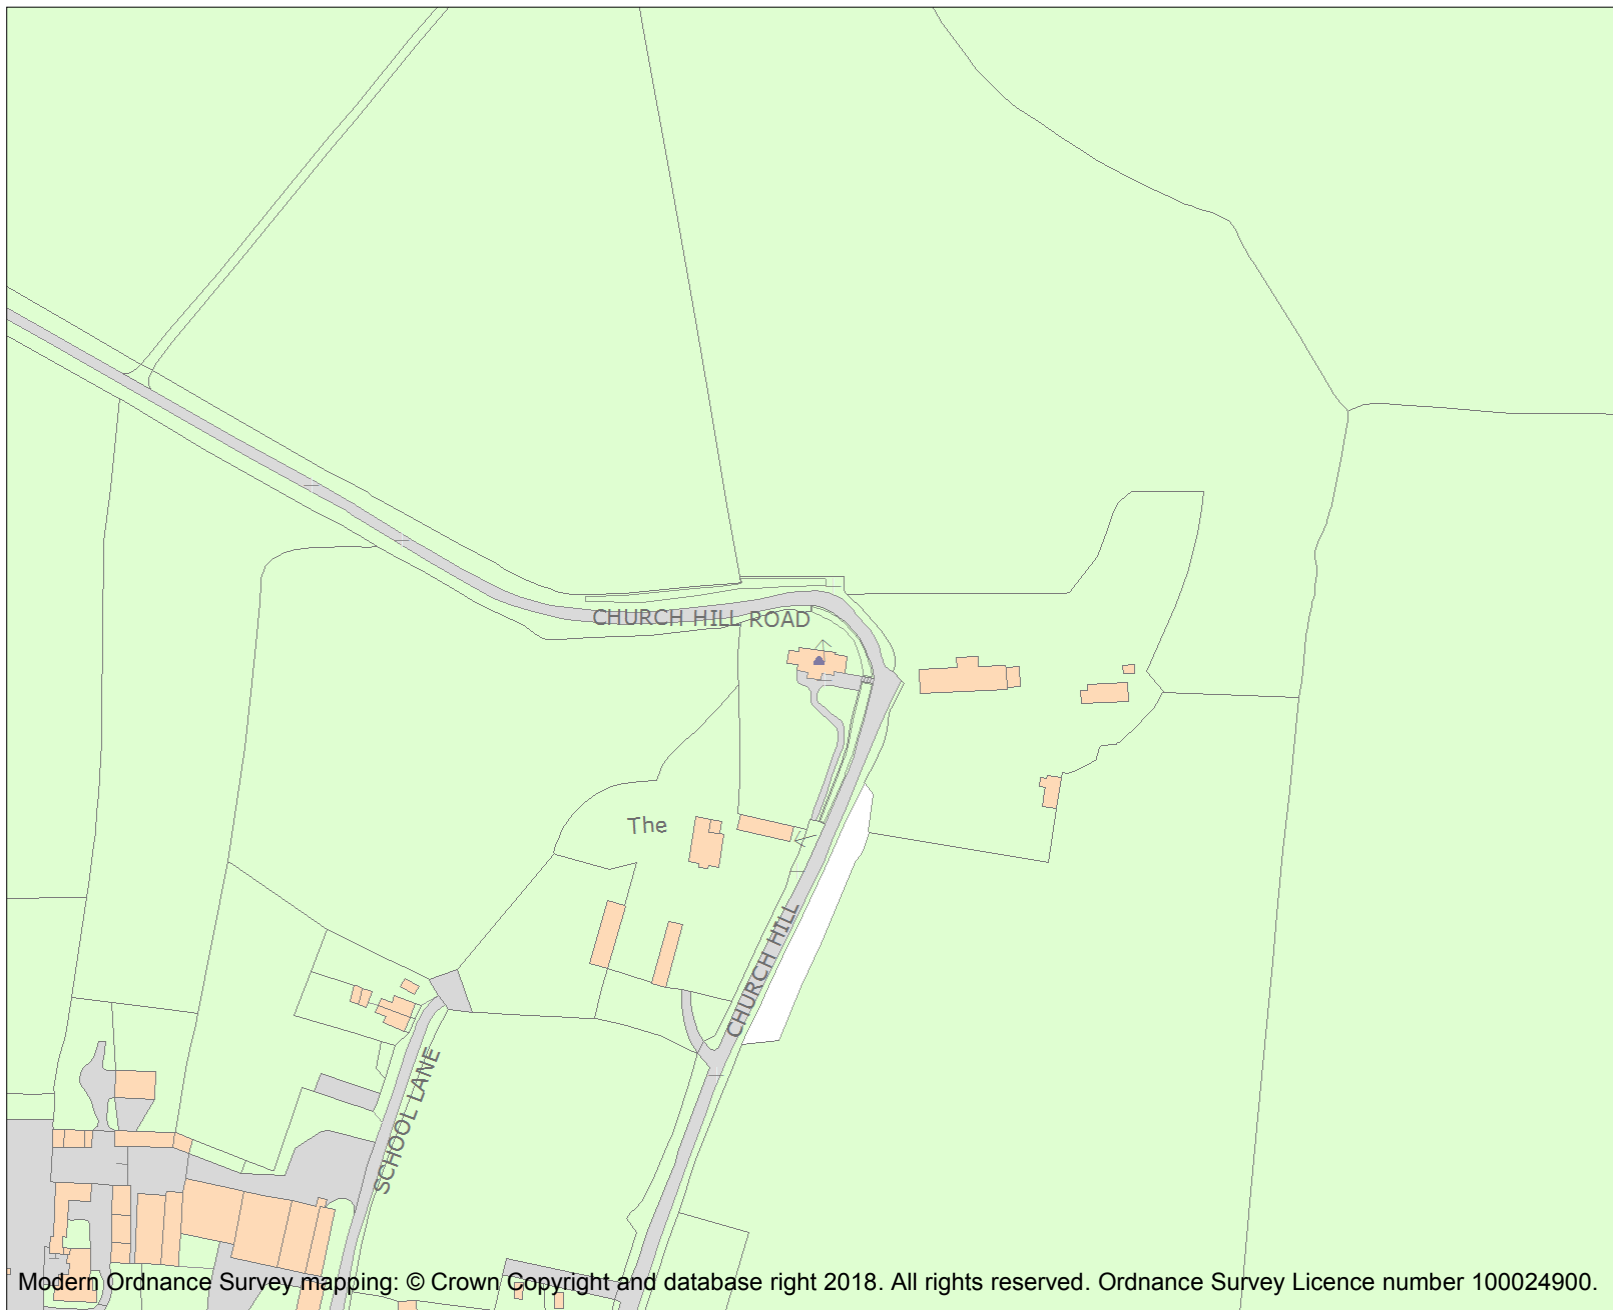 CHURCH HILL ROAD
The
CHURCH HILL
SCHOOL LANE
Modern Ordnance Survey mapping: © Crown Copyright and database right 2018. All rights reserved. Ordnance Survey Licence number 100024900.